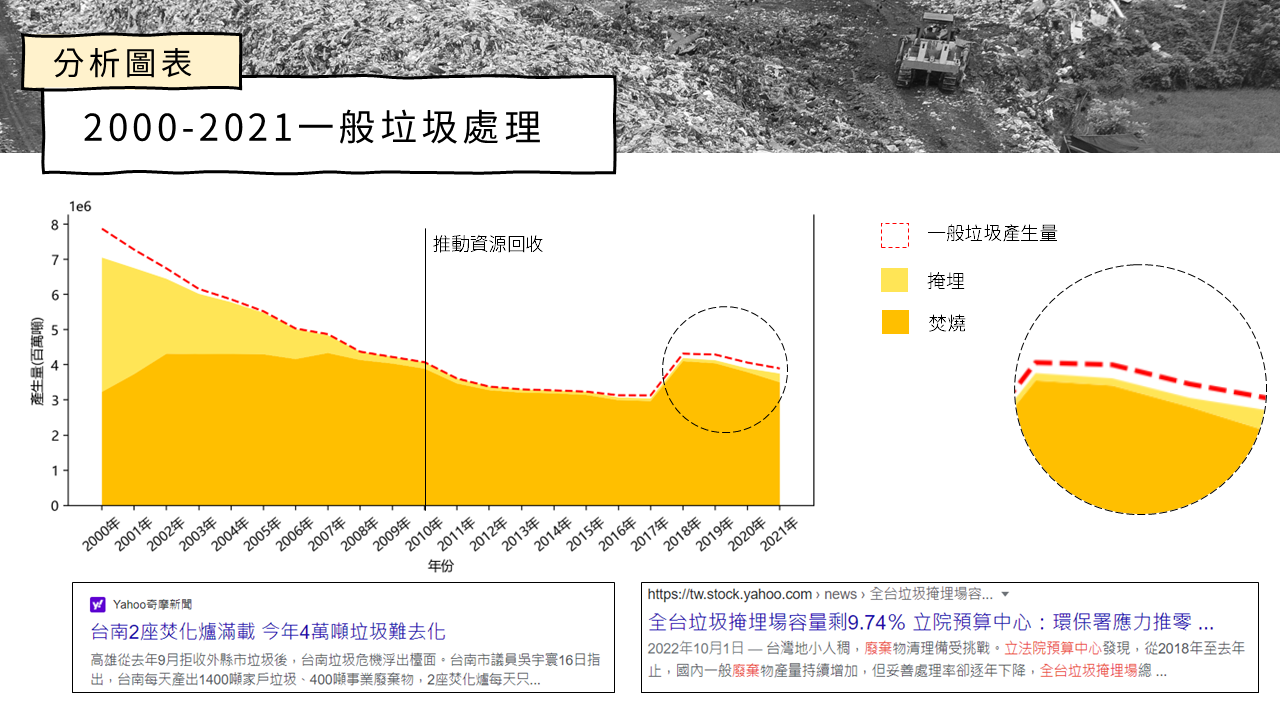 分析圖表
2000-2021一般垃圾處理
1e6
8
7
6
5
4
3
2
1
0
產生量(百萬噸)
推動資源回收
2000年
2001年
2002年
2003年
2004年
2005年
2006年
2007年
2008年
2009年
2010年
2011年
2012年
2013年
2014年
2015年
2016年
2017年
2018年
2019年
2020年
2021年
年份
一般垃圾產生量
掩埋
焚燒
Yahoo奇摩新聞
台南2座焚化爐滿載 今年4萬噸垃圾難去化
高雄從去年9月拒收外縣市垃圾後，台南垃圾危機浮出檯面。台南市議員吳宇寰16日指
出，台南每天產出1400噸家戶垃圾、400噸事業廢棄物，2座焚化爐每天只...
https://tw.stock.yahoo.com › news › 全台垃圾掩埋場容...
全台垃圾掩埋場容量剩9.74% 立院預算中心：環保署應力推零 ...
2022年10月1日 — 台灣地小人稠，廢棄物清理備受挑戰。立法院預算中心發現，從2018年至去年
止，國內一般廢棄物產量持續增加，但妥善處理率卻逐年下降，全台垃圾掩埋場總 ...